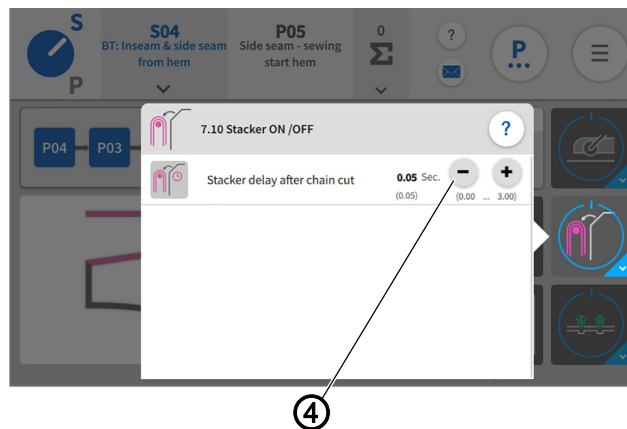 S
P
S04
BT: Inseam & side seam
from hem
P05
Side seam - sewing
start hem
0
Σ
?
P
P04
P03
7.10 Stacker ON /OFF
?
Stacker delay after chain cut
0.05 Sec.
- +
(0.05)
(0.00 ... 3.00)
4